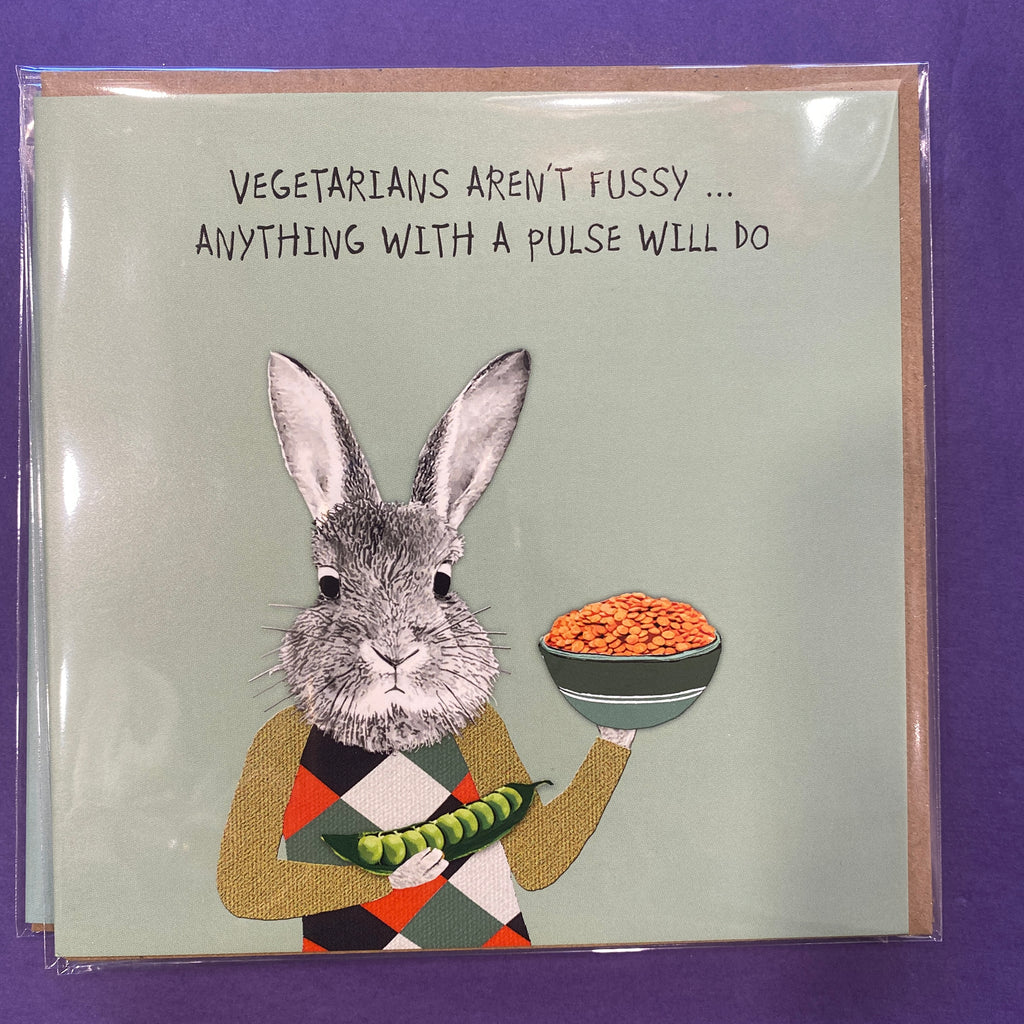 VEGETARIANS AREN'T FUSSY ...
ANYTHING WITH A PULSE WILL DO